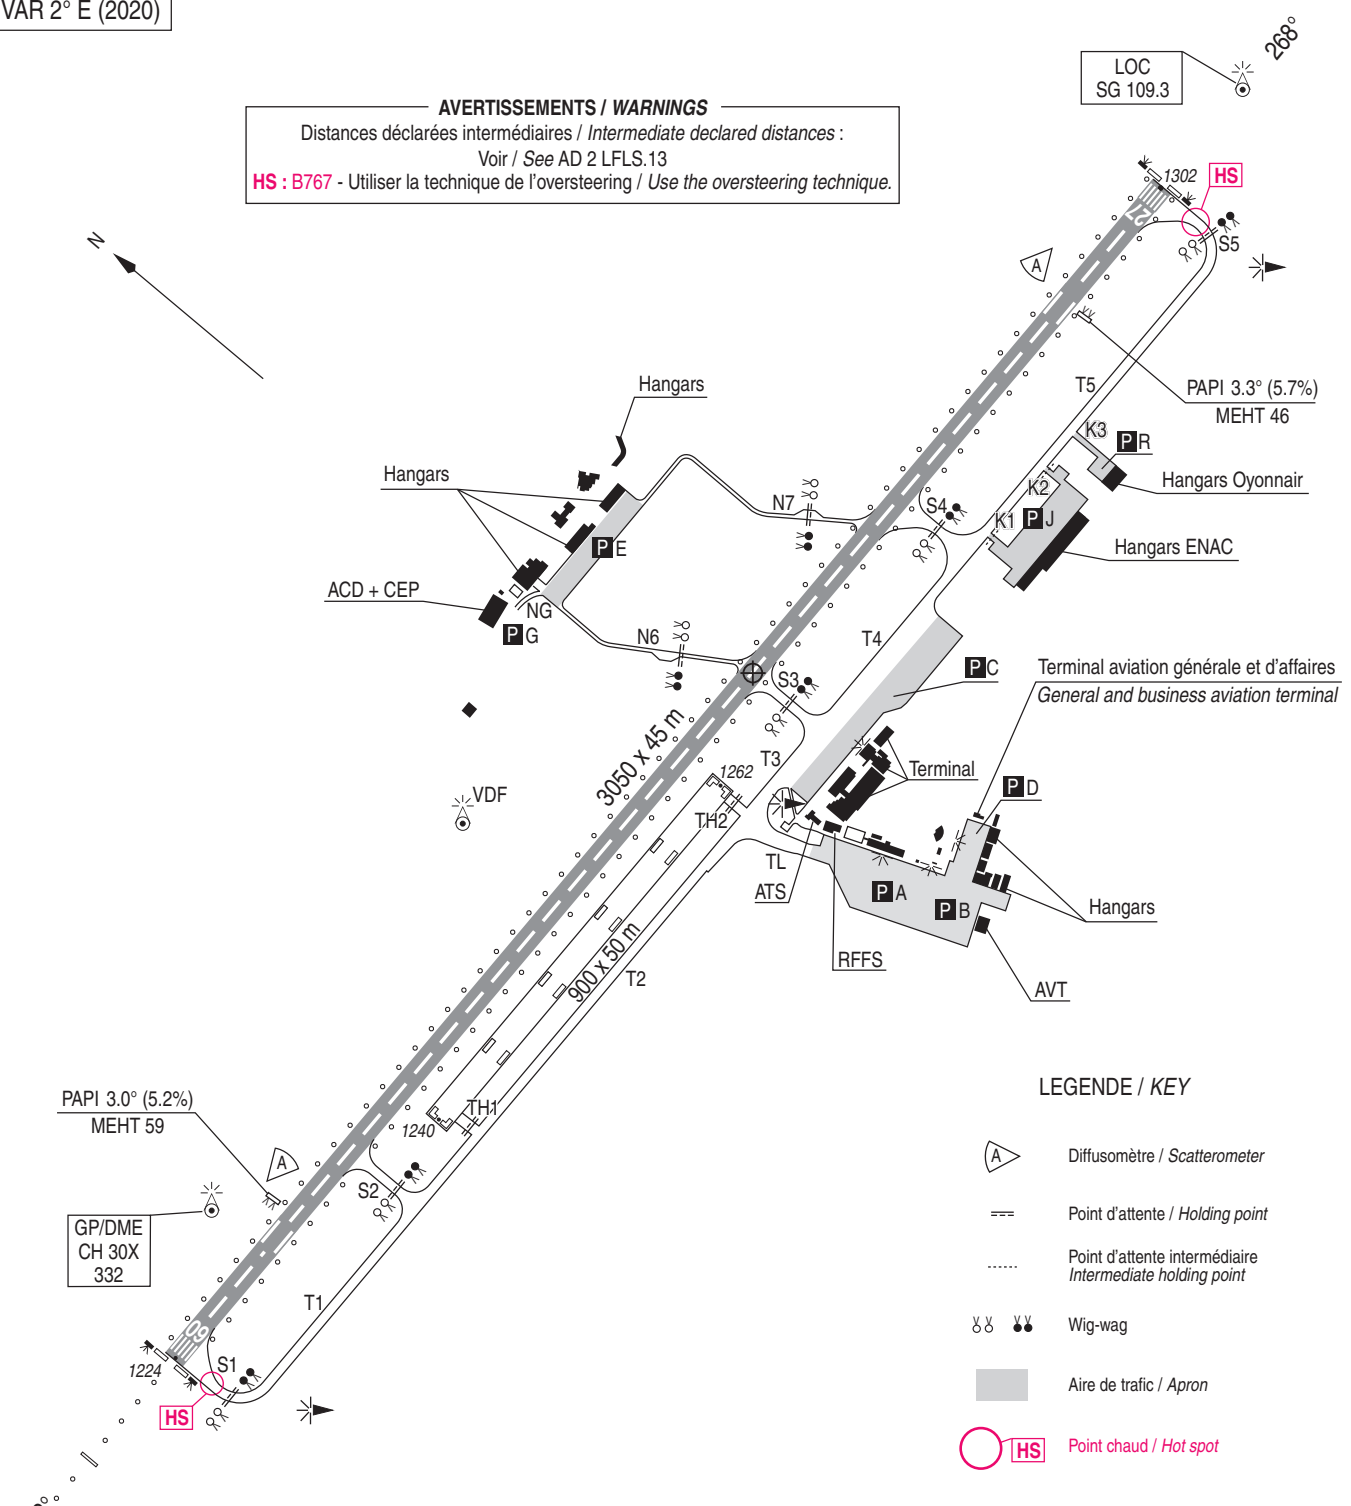 VAR 2° E (2020)
268°
LOC
SG 109.3
AVERTISSEMENTS / WARNINGS
Distances déclarées intermédiaires / Intermediate declared distances :
Voir / See AD 2 LFLS.13
HS : B767 - Utiliser la technique de l'oversteering / Use the oversteering technique.
1302
HS
27
S5
N
A
T5
PAPI 3.3° (5.7%)
MEHT 46
Hangars
K3
P R
Hangars
Hangars Oyonnair
N7
S4
K2
K1
P J
P E
Hangars ENAC
ACD + CEP
NG
P G
N6
T4
S3
P C
Terminal aviation générale et d'affaires
General and business aviation terminal
3050 x 45 m
T3
1262
Terminal
P D
VDF
TH2
TL
ATS
P A
P B
Hangars
RFFS
900 x 50 m
T2
AVT
LEGENDE / KEY
PAPI 3.0° (5.2%)
MEHT 59
TH1
1240
A
A
Diffusomètre / Scatterometer
S2
Point d'attente / Holding point
GP/DME
CH 30X
332
Point d'attente intermédiaire
Intermediate holding point
T1
Wig-wag
09
S1
1224
Aire de trafic / Apron
HS
HS
Point chaud / Hot spot